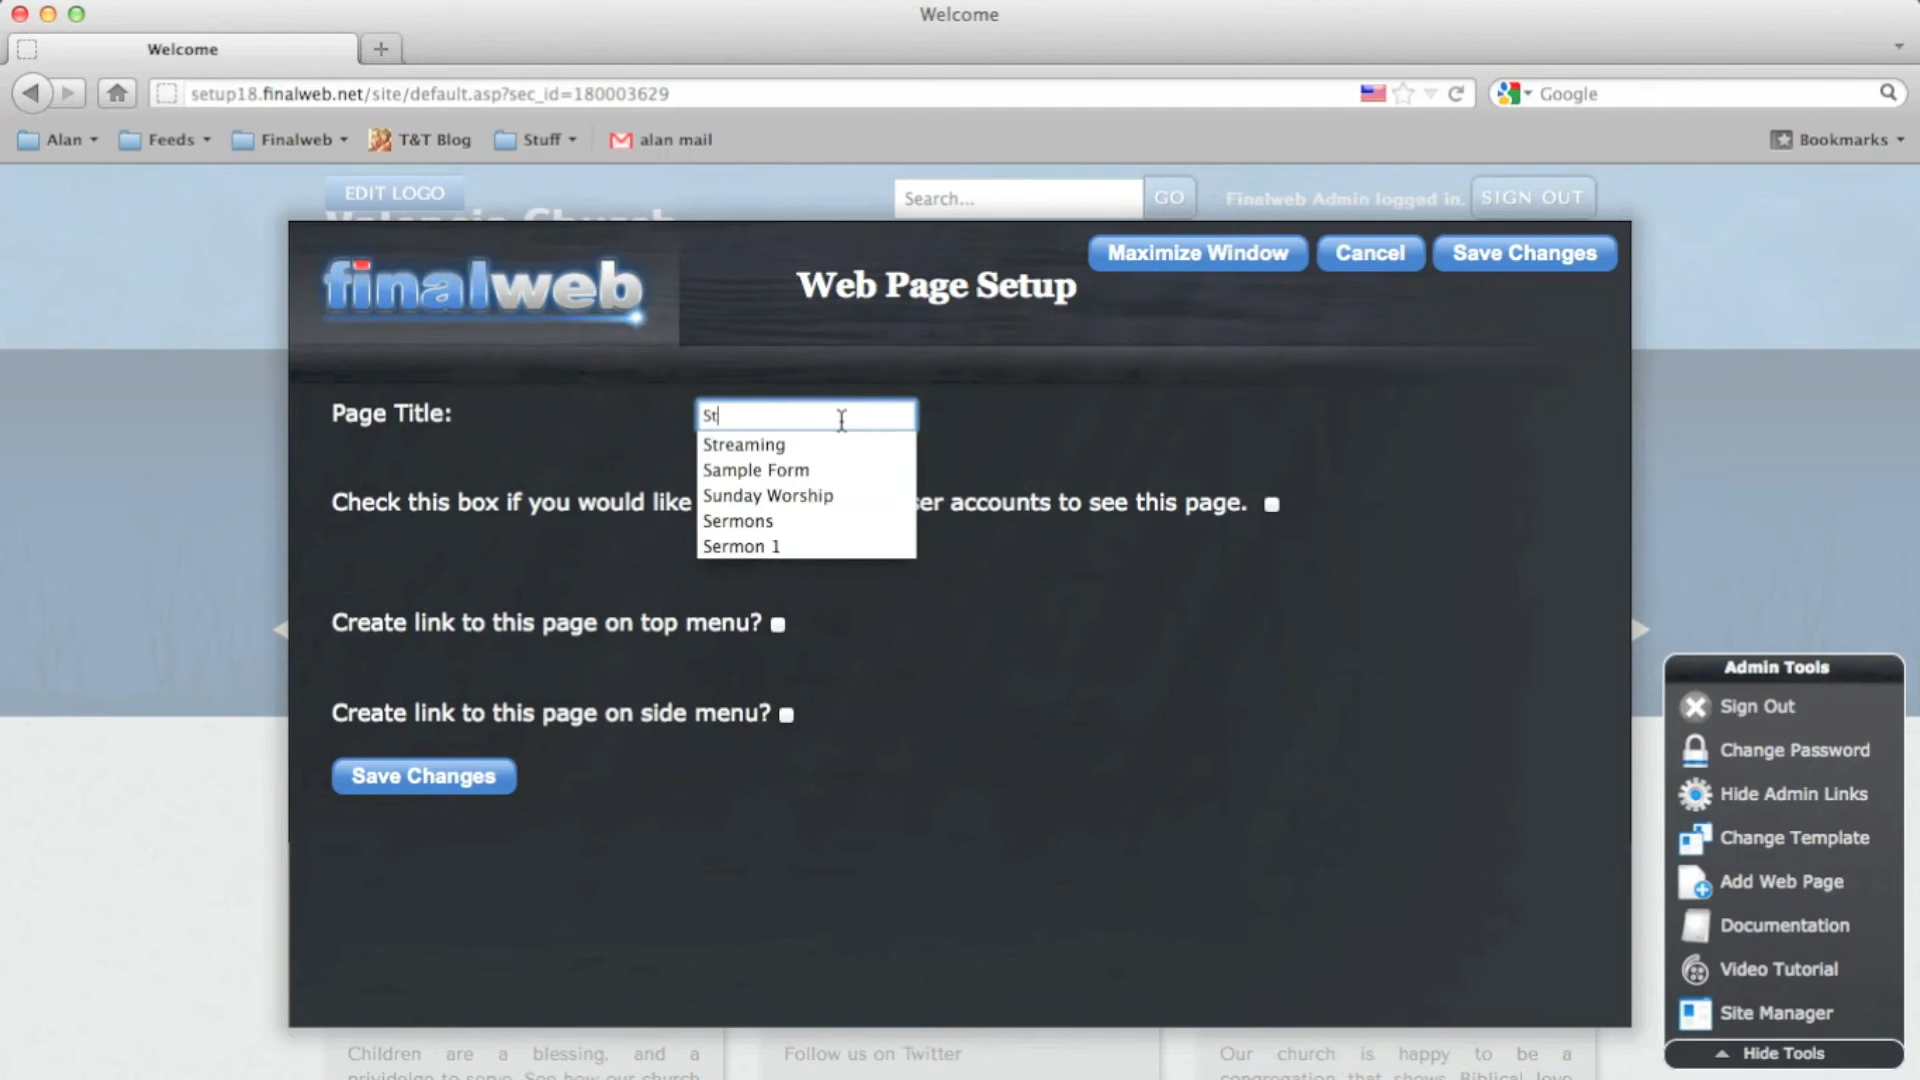 Welcome
Welcome
setup18.finalweb.net/site/default.asp?sec_id=180003629
Google
Alan
Feeds
Finalweb
T&T Blog
Stuff
alan mail
Bookmarks
EDIT LOGO
Search...
GO
Finalweb Admin logged in.
SIGN OUT
finalweb
Web Page Setup
Maximize Window
Cancel
Save Changes
Page Title:
St
Streaming
Sample Form
Sunday Worship
Sermons
Sermon 1
Check this box if you would like
ser accounts to see this page.
Create link to this page on top menu?
Create link to this page on side menu?
Save Changes
Admin Tools
Sign Out
Change Password
Hide Admin Links
Change Template
Add Web Page
Documentation
Video Tutorial
Site Manager
Hide Tools
Children are a blessing, and a
Follow us on Twitter
Our church is happy to be a